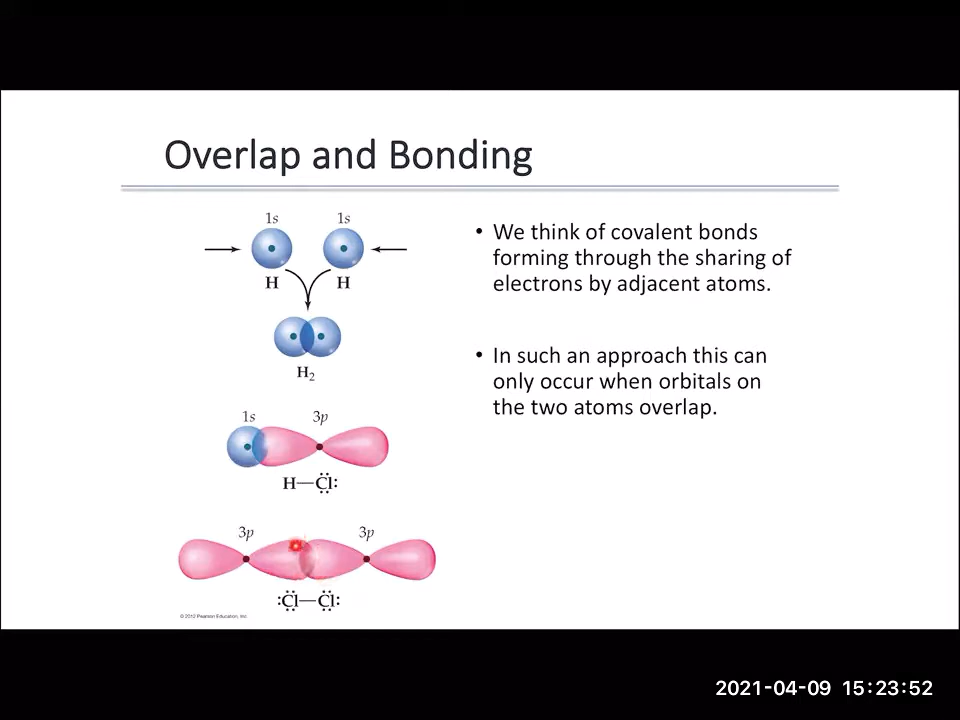 Overlap and Bonding
1s 1s
H H
H₂
1s 3p
H—Cl:
3p 3p
:Cl—Cl:
© 2012 Pearson Education, Inc.
• We think of covalent bonds
forming through the sharing of
electrons by adjacent atoms.
• In such an approach this can
only occur when orbitals on
the two atoms overlap.
2021-04-09 15:23:52